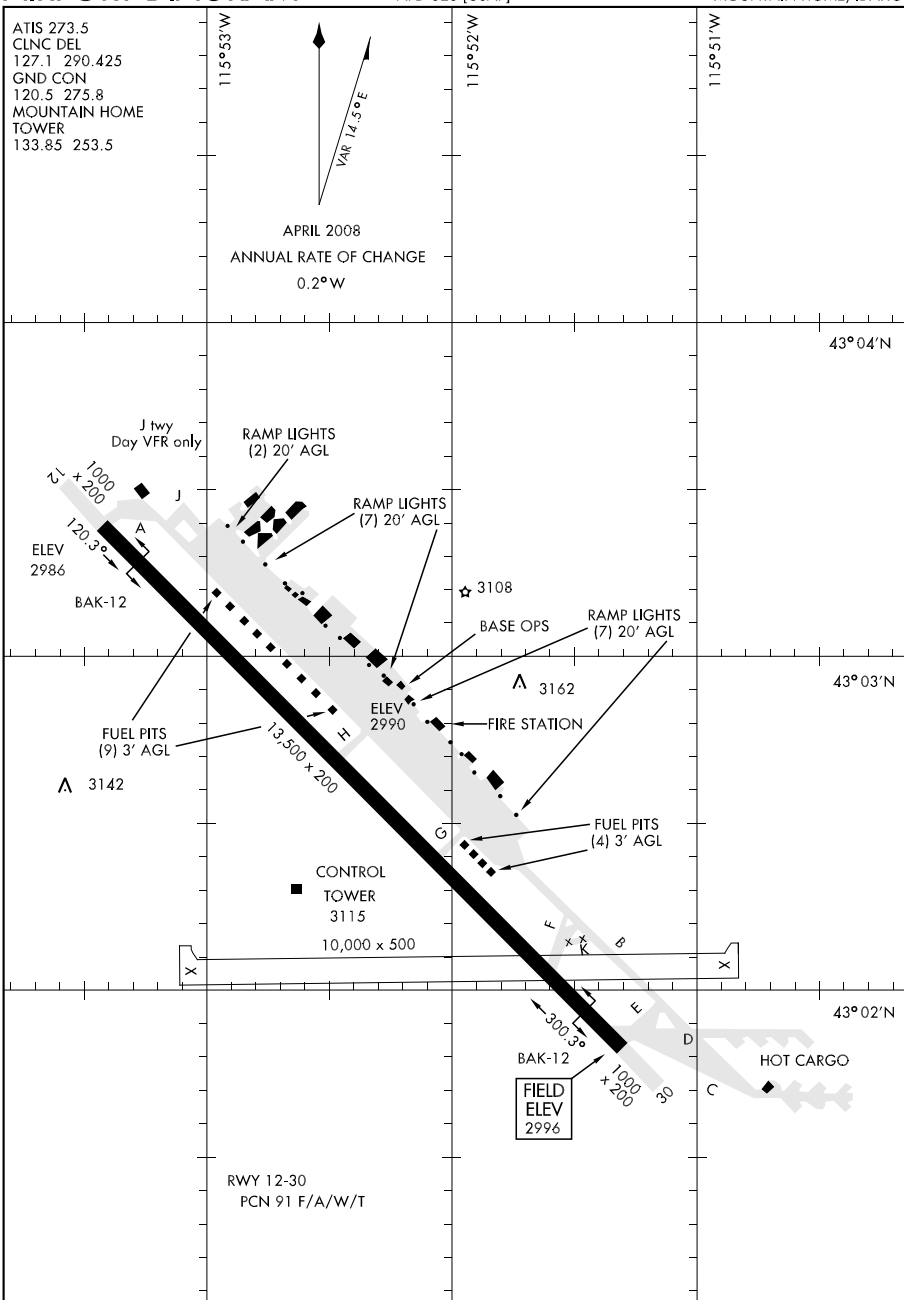 ATIS 273.5
CLNC DEL
127.1 290.425
GND CON
120.5 275.8
MOUNTAIN HOME
TOWER
133.85 253.5
115°53'W
115°52'W
115°51'W
VAR 14.5° E
APRIL 2008
ANNUAL RATE OF CHANGE
0.2° W
43°04'N
J twy
Day VFR only
RAMP LIGHTS
(2) 20' AGL
RAMP LIGHTS
(7) 20' AGL
12
1000
x 200
J
A
120.3°
ELEV
2986
BAK-12
3108
BASE OPS
RAMP LIGHTS
(7) 20' AGL
3162
43°03'N
ELEV
2990
FIRE STATION
H
13,500 x 200
FUEL PITS
(9) 3' AGL
3142
G
FUEL PITS
(4) 3' AGL
CONTROL
TOWER
3115
10,000 x 500
X
X
F
x x
K
B
E
D
C
43°02'N
300.3°
BAK-12
1000
x 200
30
HOT CARGO
FIELD
ELEV
2996
RWY 12-30
PCN 91 F/A/W/T